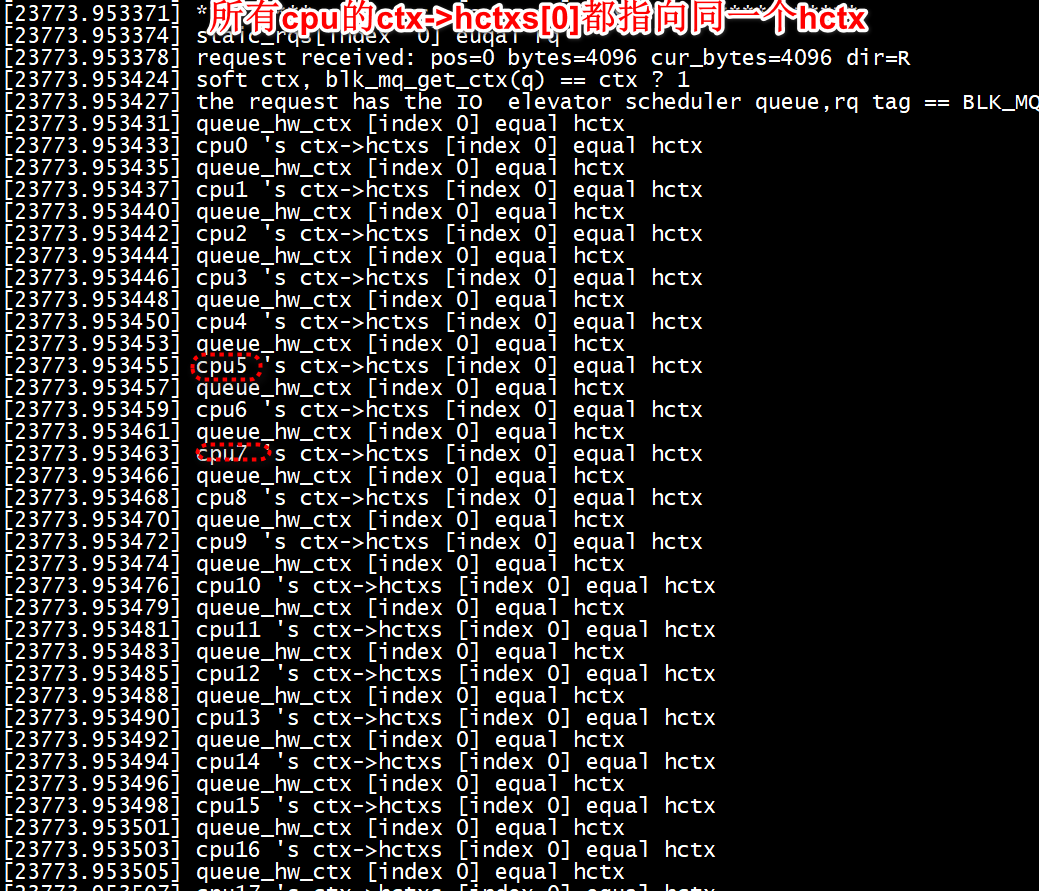 所有cpu的ctx->hctxs[0]都指向同一个hctx
[23773.953371] *
[23773.953374]
[23773.953378] request received: pos=0 bytes=4096 cur_bytes=4096 dir=R
[23773.953424] soft ctx, blk_mq_get_ctx(q) == ctx ? 1
[23773.953427] the request has the IO  elevator scheduler queue,rq tag == BLK_MQ
[23773.953431] queue_hw_ctx [index 0] equal hctx
[23773.953433] cpu0 's ctx->hctxs [index 0] equal hctx
[23773.953435] queue_hw_ctx [index 0] equal hctx
[23773.953437] cpu1 's ctx->hctxs [index 0] equal hctx
[23773.953440] queue_hw_ctx [index 0] equal hctx
[23773.953442] cpu2 's ctx->hctxs [index 0] equal hctx
[23773.953444] queue_hw_ctx [index 0] equal hctx
[23773.953446] cpu3 's ctx->hctxs [index 0] equal hctx
[23773.953448] queue_hw_ctx [index 0] equal hctx
[23773.953450] cpu4 's ctx->hctxs [index 0] equal hctx
[23773.953453] queue_hw_ctx [index 0] equal hctx
[23773.953455] cpu5 's ctx->hctxs [index 0] equal hctx
[23773.953457] queue_hw_ctx [index 0] equal hctx
[23773.953459] cpu6 's ctx->hctxs [index 0] equal hctx
[23773.953461] queue_hw_ctx [index 0] equal hctx
[23773.953463] cpu7 's ctx->hctxs [index 0] equal hctx
[23773.953466] queue_hw_ctx [index 0] equal hctx
[23773.953468] cpu8 's ctx->hctxs [index 0] equal hctx
[23773.953470] queue_hw_ctx [index 0] equal hctx
[23773.953472] cpu9 's ctx->hctxs [index 0] equal hctx
[23773.953474] queue_hw_ctx [index 0] equal hctx
[23773.953476] cpu10 's ctx->hctxs [index 0] equal hctx
[23773.953479] queue_hw_ctx [index 0] equal hctx
[23773.953481] cpu11 's ctx->hctxs [index 0] equal hctx
[23773.953483] queue_hw_ctx [index 0] equal hctx
[23773.953485] cpu12 's ctx->hctxs [index 0] equal hctx
[23773.953488] queue_hw_ctx [index 0] equal hctx
[23773.953490] cpu13 's ctx->hctxs [index 0] equal hctx
[23773.953492] queue_hw_ctx [index 0] equal hctx
[23773.953494] cpu14 's ctx->hctxs [index 0] equal hctx
[23773.953496] queue_hw_ctx [index 0] equal hctx
[23773.953498] cpu15 's ctx->hctxs [index 0] equal hctx
[23773.953501] queue_hw_ctx [index 0] equal hctx
[23773.953503] cpu16 's ctx->hctxs [index 0] equal hctx
[23773.953505] queue_hw_ctx [index 0] equal hctx
[23773.953507] cpu17 's ctx->hctxs [index 0] equal hctx